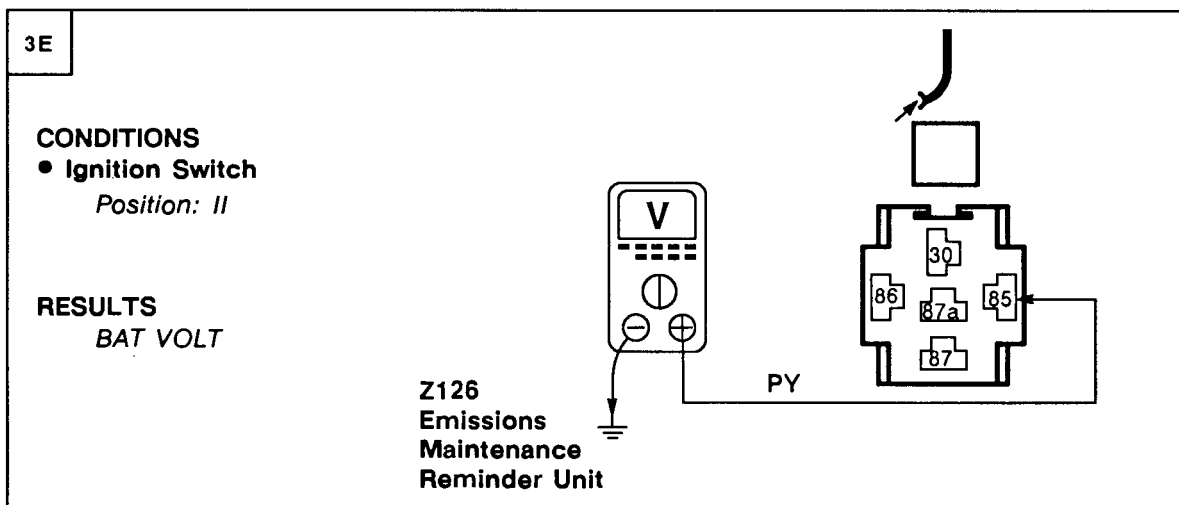 3E
CONDITIONS
● Ignition Switch
Position: II
RESULTS
BAT VOLT
V
30
86
85
87a
87
PY
Z126
Emissions
Maintenance
Reminder Unit